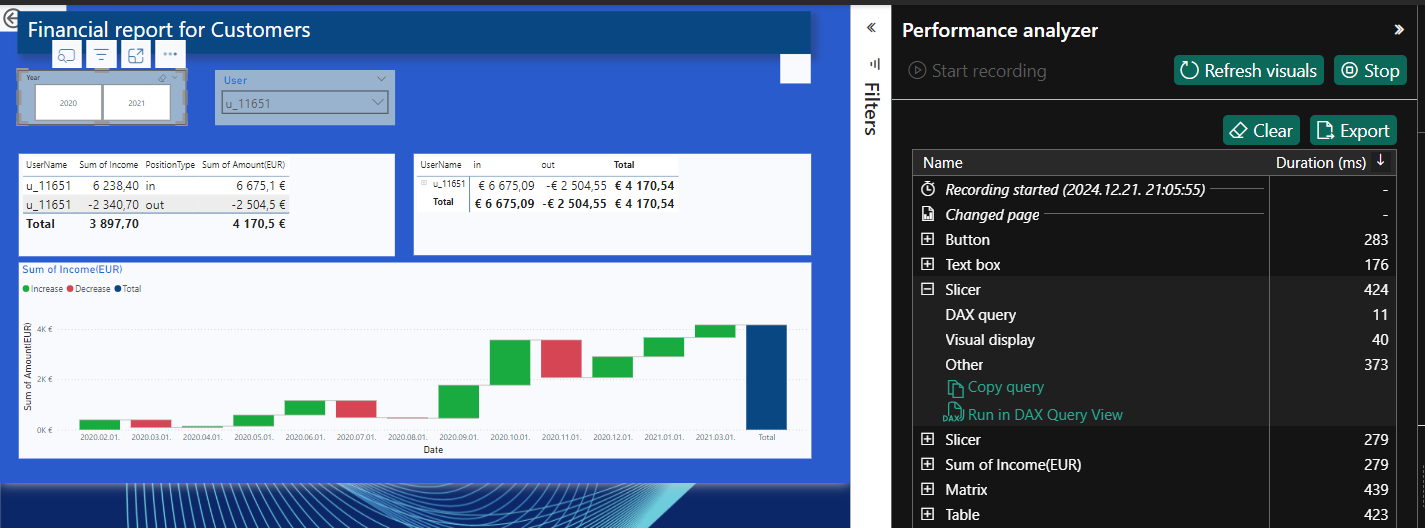 Financial report for Customers
Year
2020 2021
User
u_11651
UserName Sum of Income PositionType Sum of Amount(EUR)
u_11651 6 238,40 in 6 675,1 €
u_11651 -2 340,70 out -2 504,5 €
Total 3 897,70 4 170,5 €
UserName in out Total
u_11651 € 6 675,09 -€ 2 504,55 € 4 170,54
Total € 6 675,09 -€ 2 504,55 € 4 170,54
Sum of Income(EUR)
Increase Decrease Total
Sum of Amount(EUR)
4K €
2K €
0K €
2020.02.01. 2020.03.01. 2020.04.01. 2020.05.01. 2020.06.01. 2020.07.01. 2020.08.01. 2020.09.01. 2020.10.01. 2020.11.01. 2020.12.01. 2021.01.01. 2021.03.01. Total
Date
Filters
Performance analyzer
Start recording Refresh visuals Stop
Clear Export
Name Duration (ms)
Recording started (2024.12.21. 21:05:55) -
Changed page -
Button 283
Text box 176
Slicer 424
DAX query 11
Visual display 40
Other 373
Copy query
DAX Run in DAX Query View
Slicer 279
Sum of Income(EUR) 279
Matrix 439
Table 423